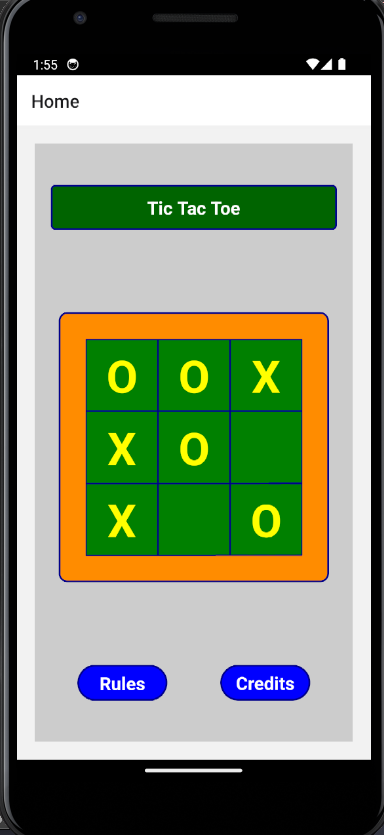 1:55
Home
Tic Tac Toe
O O X
X O
X O
Rules Credits